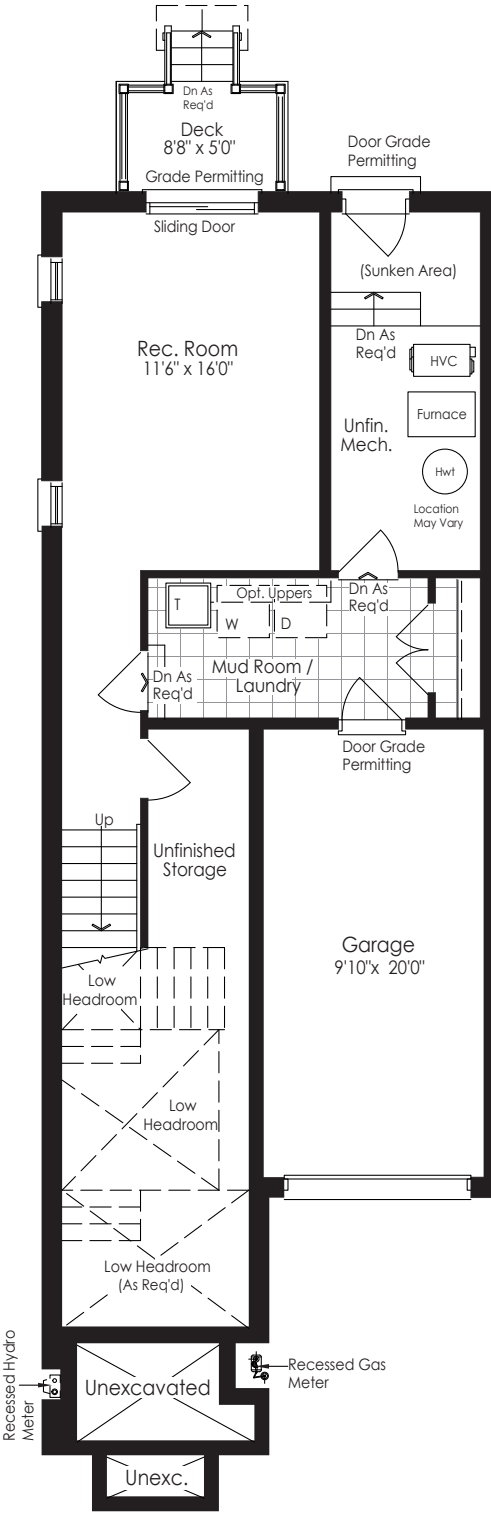 Dn As
Req'd
Deck
8'8" x 5'0"
Grade Permitting
Sliding Door
Door Grade
Permitting
(Sunken Area)
Dn As
Req'd
HVC
Rec. Room
11'6" x 16'0"
Furnace
Unfin.
Mech.
Hwt
Location
May Vary
Opt. Uppers
Dn As
Req'd
T
W
D
Mud Room /
Laundry
Dn As
Req'd
Door Grade
Permitting
Up
Unfinished
Storage
Garage
9'10"x 20'0"
Low
Headroom
Low
Headroom
Low Headroom
(As Req'd)
Recessed Hydro
Meter
Recessed Gas
Meter
Unexcavated
Unexc.